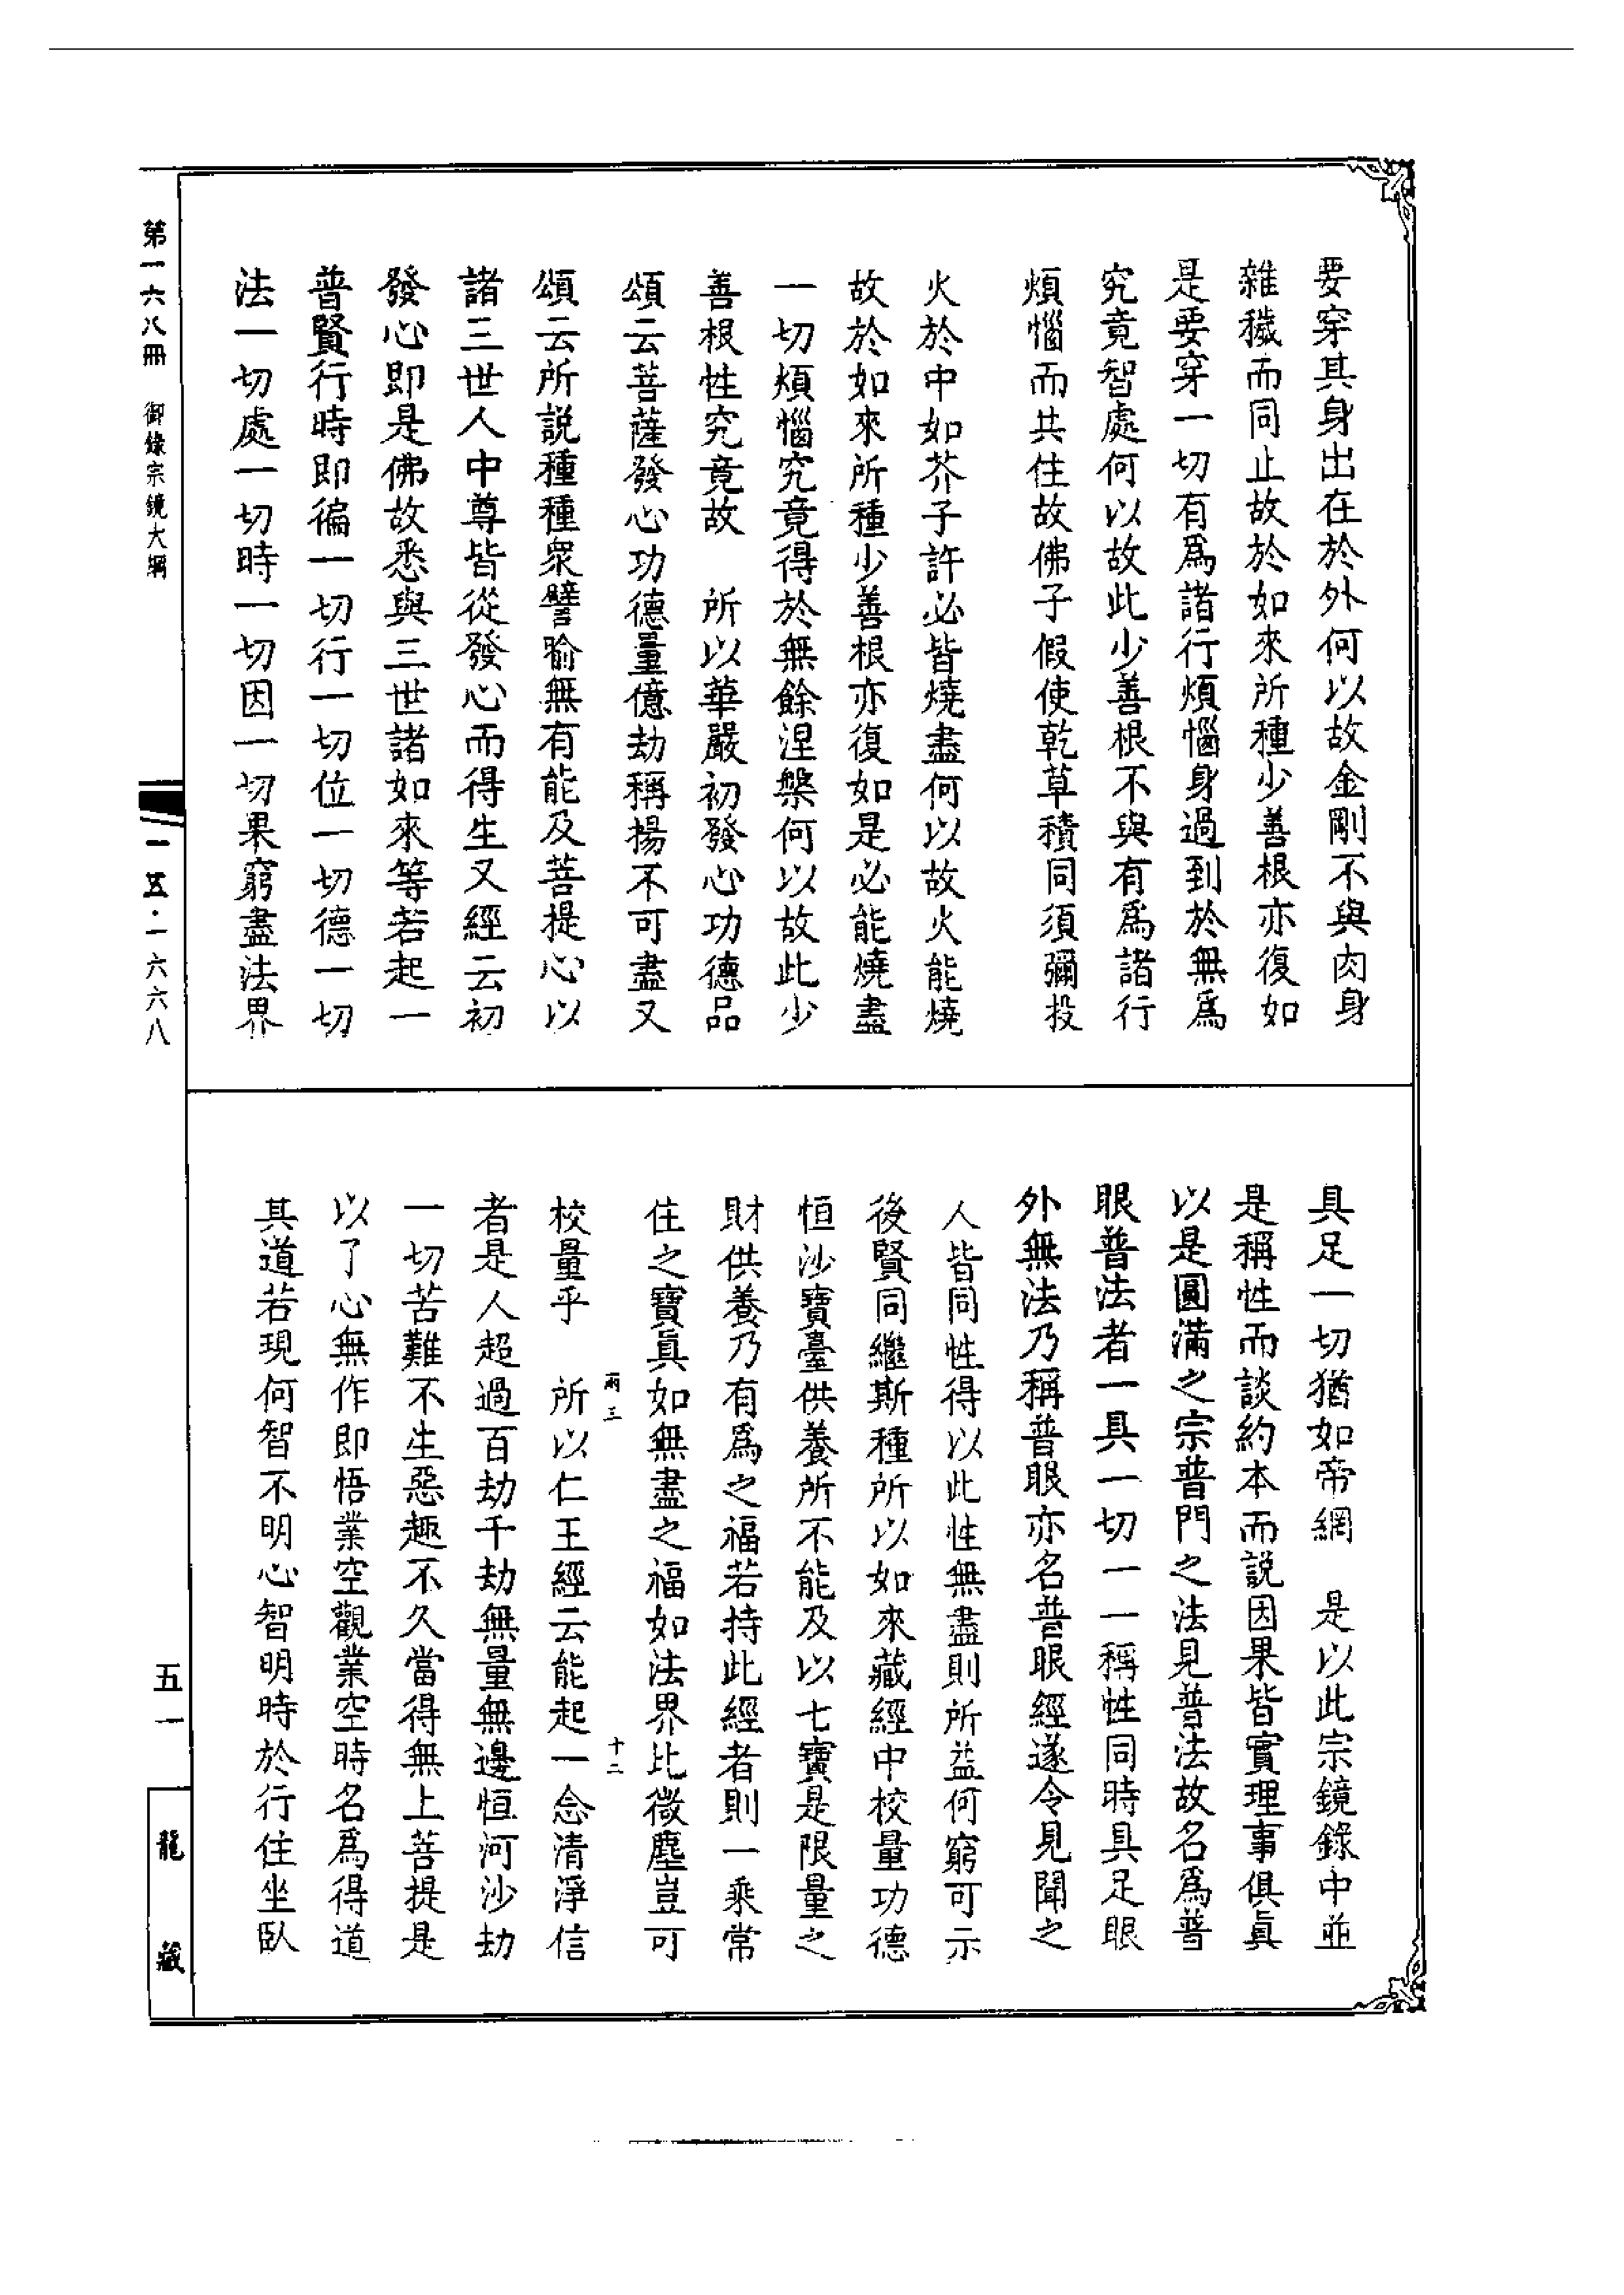 要穿其身出在於外何以故金剛不與肉身
雜穢而同止故於如來所種少善根亦復如
是要穿一切有爲諸行煩惱身過到於無爲
究竟智處何以故此少善根不與有爲諸行
煩惱而共住故佛子假使乾草積同須彌投
火於中如芥子許必皆燒盡何以故火能燒
故於如來所種少善根亦復如是必能燒盡
一切煩惱究竟得於無餘涅槃何以故此少
善根性究竟故　所以華嚴初發心功德品
頌云菩薩發心功德量億劫稱揚不可盡又
頌云所説種種衆譬喻無有能及菩提心以
諸三世人中尊皆從發心而得生又經云初
發心即是佛故悉與三世諸如來等若起一
普賢行時即徧一切行一切位一切德一切
法一切處一切時一切因一切果窮盡法界
具足一切猶如帝網　是以此宗鏡錄中並
是稱性而談約本而説因果皆實理事俱眞
以是圓滿之宗普門之法見普法故名爲普
眼普法者一具一切一一稱性同時具足眼
外無法乃稱普眼亦名普眼經遂令見聞之
人皆同性得以此性無盡則所益何窮可示
後賢同繼斯種所以如來藏經中校量功德
恒沙寶臺供養所不能及以七寶是限量之
財供養乃有爲之福若持此經者則一乘常
住之寶眞如無盡之福如法界比微塵豈可
兩三　十二
校量乎　所以仁王經云能起一念清淨信
者是人超過百劫千劫無量無邊恒河沙劫
一切苦難不生惡趣不久當得無上菩提是
以了心無作即悟業空觀業空時名爲得道
其道若現何智不明心智明時於行住坐臥
第一六八冊　御錄宗鏡大綱
一五·一六六八
五一
龍藏